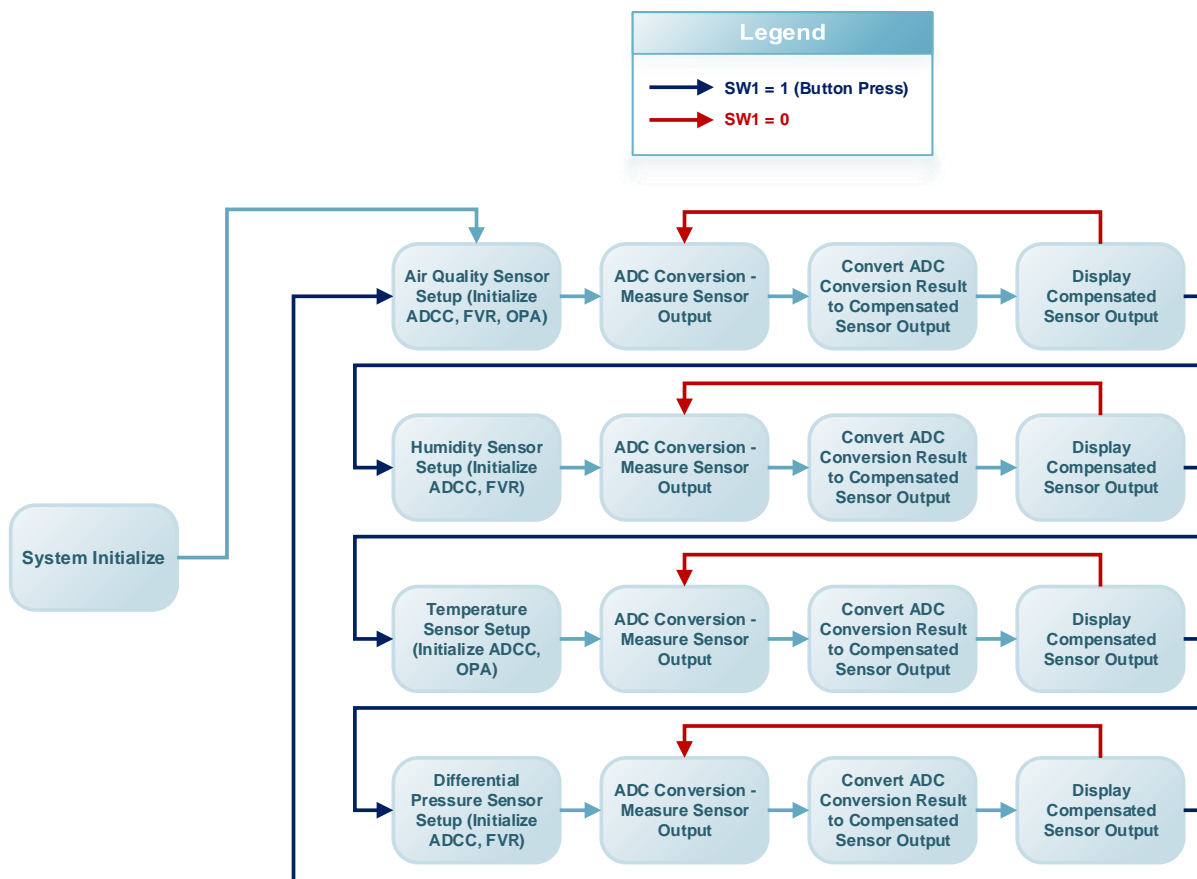 Legend
SW1 = 1 (Button Press)
SW1 = 0
Air Quality Sensor
Setup (Initialize
ADCC, FVR, OPA)
ADC Conversion -
Measure Sensor
Output
Convert ADC
Conversion Result
to Compensated
Sensor Output
Display
Compensated
Sensor Output
Humidity Sensor
Setup (Initialize
ADCC, FVR)
ADC Conversion -
Measure Sensor
Output
Convert ADC
Conversion Result
to Compensated
Sensor Output
Display
Compensated
Sensor Output
System Initialize
Temperature
Sensor Setup
(Initialize ADCC,
OPA)
ADC Conversion -
Measure Sensor
Output
Convert ADC
Conversion Result
to Compensated
Sensor Output
Display
Compensated
Sensor Output
Differential
Pressure Sensor
Setup (Initialize
ADCC, FVR)
ADC Conversion -
Measure Sensor
Output
Convert ADC
Conversion Result
to Compensated
Sensor Output
Display
Compensated
Sensor Output